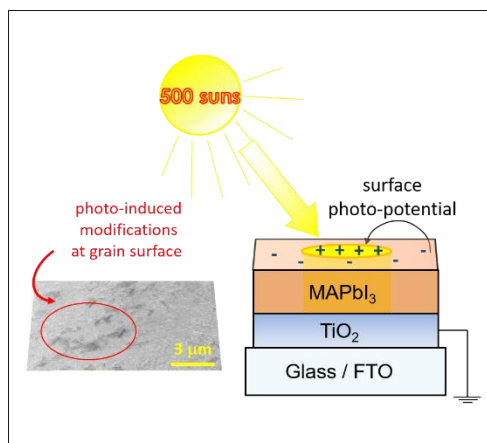 500 suns
surface
photo-potential
photo-induced
modifications
at grain surface
+ + + +
- - - - -
MAPbI₃
TiO₂
Glass / FTO
3 μm